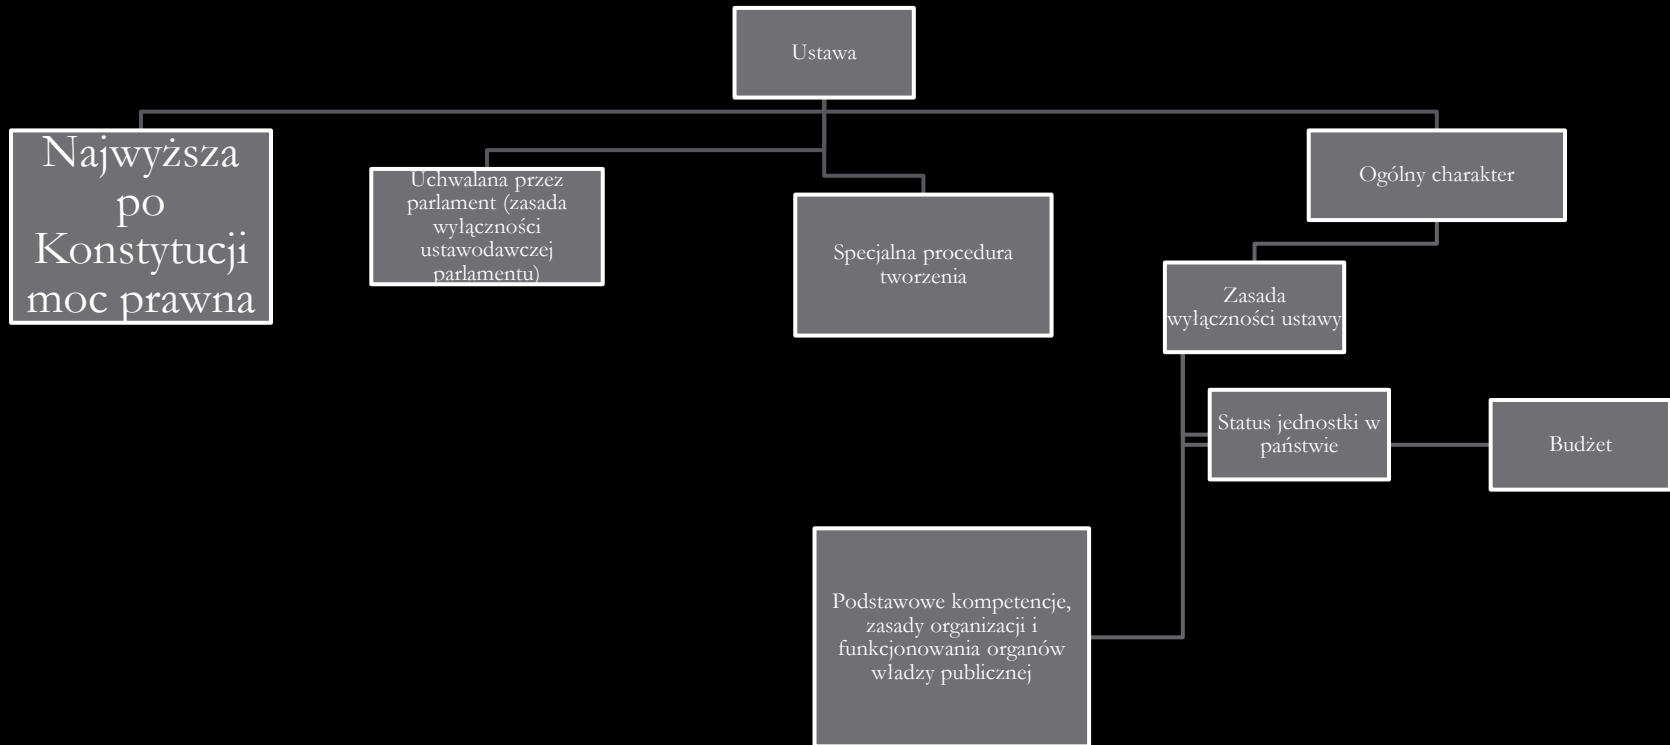 Ustawa
Najwyższa
po
Konstytucji
moc prawna
Uchwalana przez
parlament (zasada
wyłączności
ustawodawczej
parlamentu)
Specjalna procedura
tworzenia
Ogólny charakter
Zasada
wyłączności ustawy
Status jednostki w
państwie
Budżet
Podstawowe kompetencje,
zasady organizacji i
funkcjonowania organów
władzy publicznej